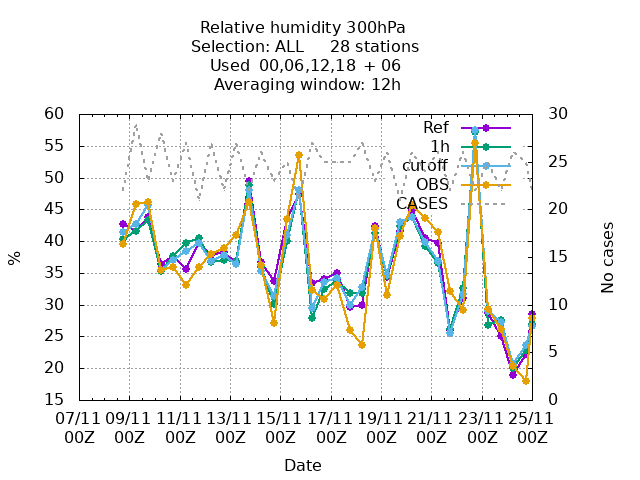 Relative humidity 300hPa
Selection: ALL 28 stations
Used 00,06,12,18 + 06
Averaging window: 12h
Ref
1h
cutoff
OBS
CASES
60
55
50
45
40
35
30
25
20
15
%
30
25
20
15
10
5
0
No cases
07/11 09/11 11/11 13/11 15/11 17/11 19/11 21/11 23/11 25/11
00Z 00Z 00Z 00Z 00Z 00Z 00Z 00Z 00Z 00Z
Date